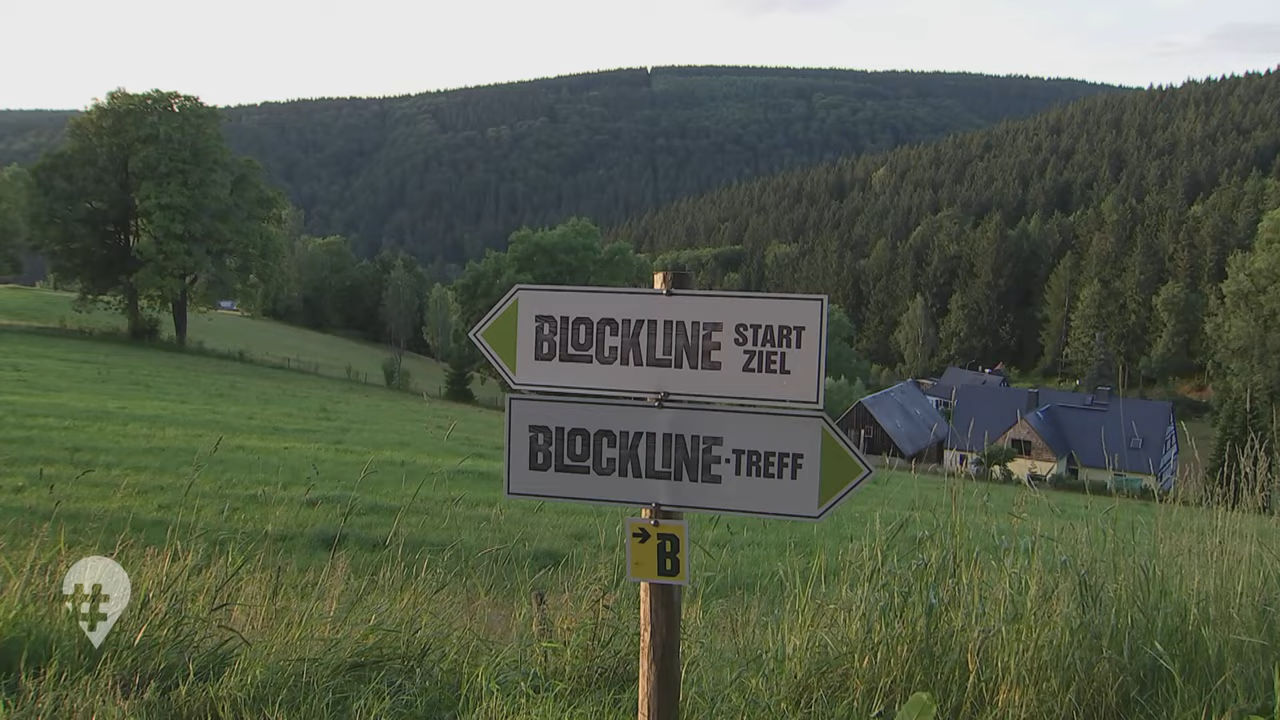 BLOCKLINE START
ZIEL
BLOCKLINE-TREFF
→ B
#